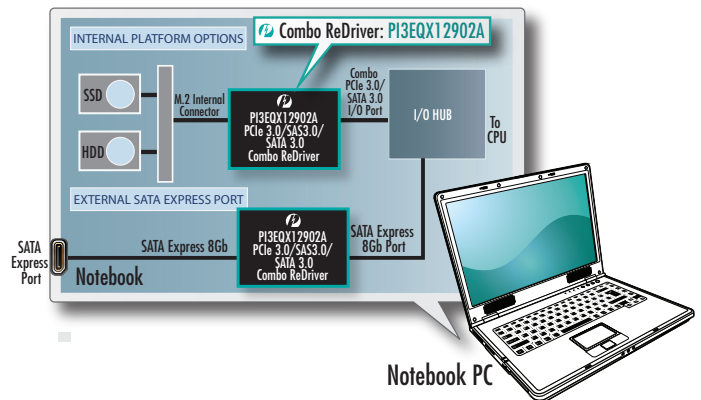 INTERNAL PLATFORM OPTIONS
Combo ReDriver: PI3EQX12902A
SSD
HDD
M.2 Internal
Connector
PI3EQX12902A
PCIe 3.0/SAS3.0/
SATA 3.0
Combo ReDriver
Combo
PCIe 3.0/
SATA 3.0
I/O Port
I/O HUB
To
CPU
EXTERNAL SATA EXPRESS PORT
SATA
Express
Port
SATA Express 8Gb
PI3EQX12902A
PCIe 3.0/SAS3.0/
SATA 3.0
Combo ReDriver
SATA Express
8Gb Port
Notebook
Notebook PC